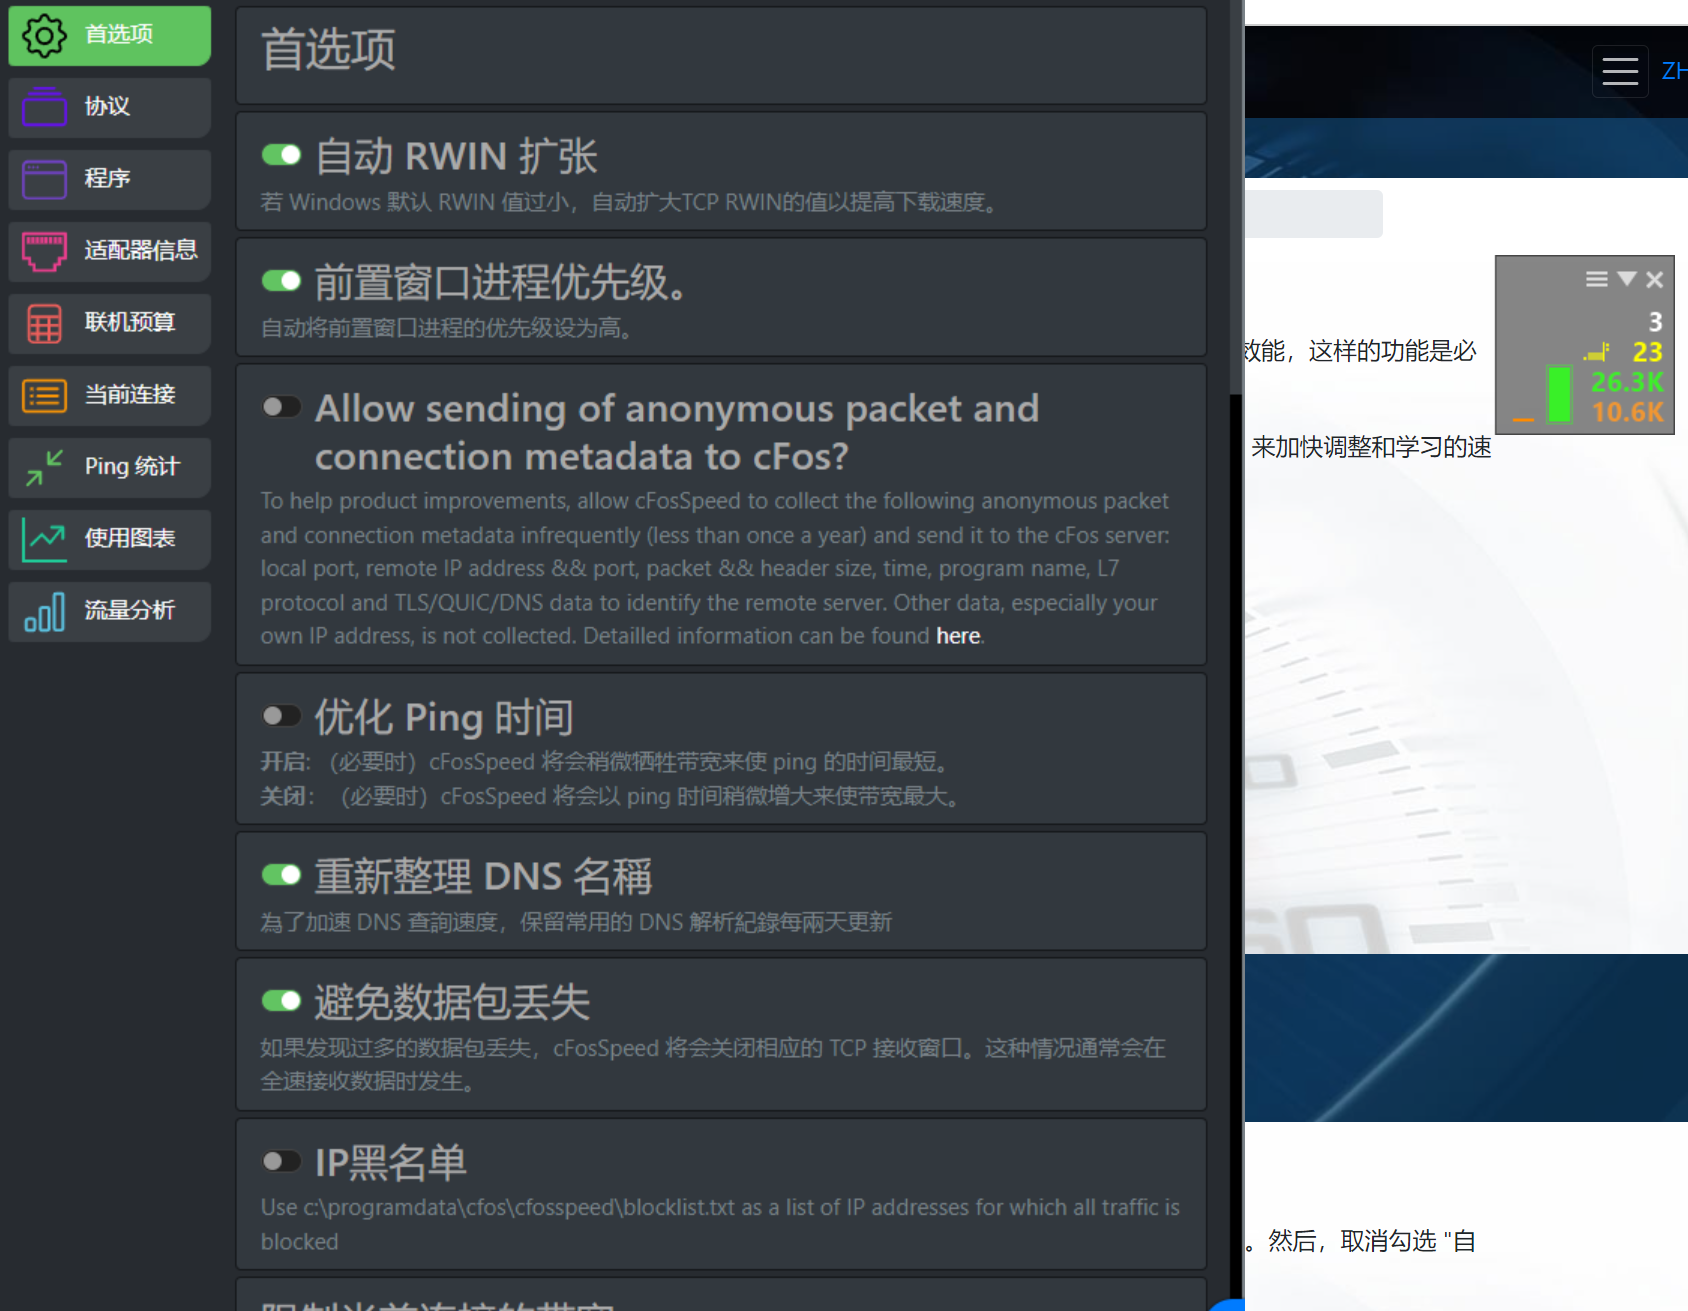 首选项
协议
程序
适配器信息
联机预算
当前连接
Ping 统计
使用图表
流量分析
首选项
自动 RWIN 扩张
若 Windows 默认 RWIN 值过小，自动扩大TCP RWIN的值以提高下载速度。
前置窗口进程优先级。
自动将前置窗口进程的优先级设为高。
Allow sending of anonymous packet and
connection metadata to cFos?
To help product improvements, allow cFosSpeed to collect the following anonymous packet
and connection metadata infrequently (less than once a year) and send it to the cFos server:
local port, remote IP address && port, packet && header size, time, program name, L7
protocol and TLS/QUIC/DNS data to identify the remote server. Other data, especially your
own IP address, is not collected. Detailled information can be found here.
优化 Ping 时间
开启: （必要时）cFosSpeed 将会稍微牺牲带宽来使 ping 的时间最短。
关闭: （必要时）cFosSpeed 将会以 ping 时间稍微增大来使带宽最大。
重新整理 DNS 名稱
為了加速 DNS 查詢速度，保留常用的 DNS 解析紀錄每兩天更新
避免数据包丢失
如果发现过多的数据包丢失，cFosSpeed 将会关闭相应的 TCP 接收窗口。这种情况通常会在
全速接收数据时发生。
IP黑名单
Use c:\programdata\cfos\cfosspeed\blocklist.txt as a list of IP addresses for which all traffic is
blocked
限制当前连接的带宽
ZH
效能，这样的功能是必
3
23
26.3K
10.6K
来加快调整和学习的速
。然后，取消勾选 "自